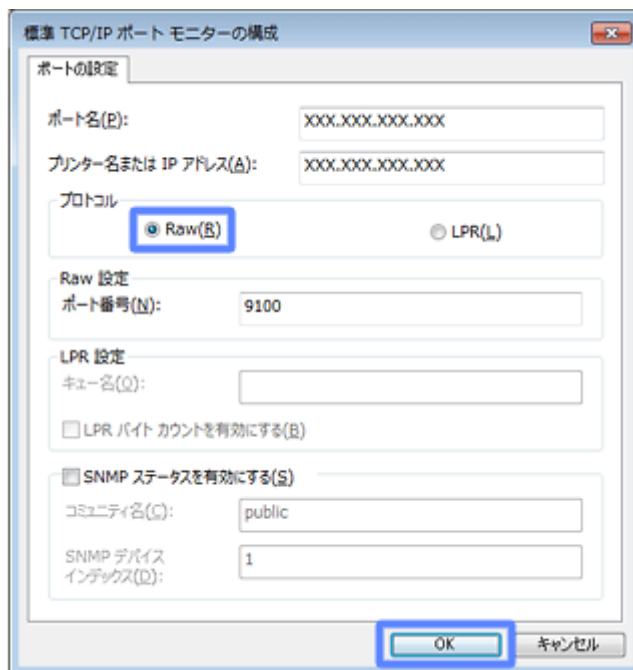 標準 TCP/IP ポート モニターの構成
ポートの設定
ポート名(P):
XXX.XXX.XXX.XXX
プリンター名または IP アドレス(A):
XXX.XXX.XXX.XXX
プロトコル
Raw(R)
LPR(L)
Raw 設定
ポート番号(N):
9100
LPR 設定
キュー名(Q):
LPR バイト カウントを有効にする(B)
SNMP ステータスを有効にする(S)
コミュニティ名(C):
public
SNMP デバイス
インデックス(D):
1
OK
キャンセル